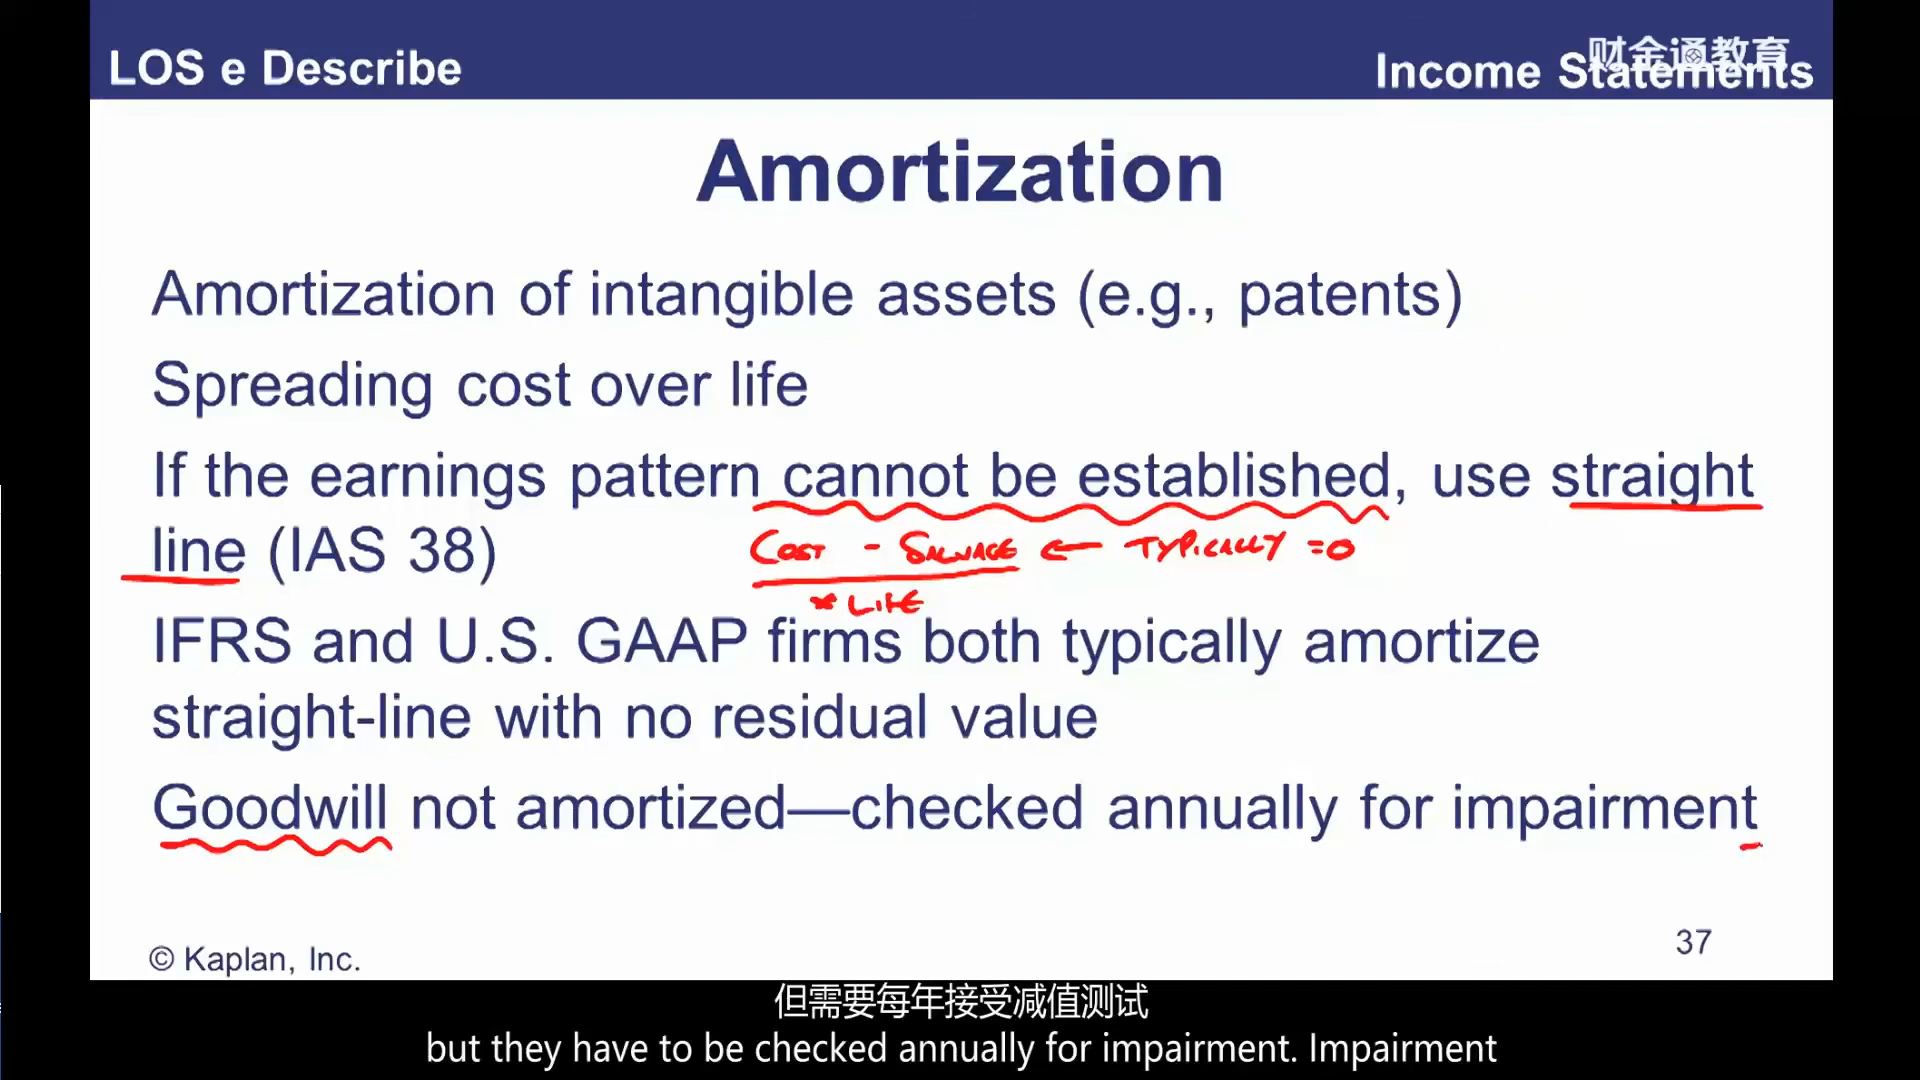 LOS e Describe
Income Statements
财金通教育
Amortization
Amortization of intangible assets (e.g., patents)
Spreading cost over life
If the earnings pattern cannot be established, use straight
line (IAS 38)
COST - SALVAGE ← TYPICALLY = 0
* LIFE
IFRS and U.S. GAAP firms both typically amortize
straight-line with no residual value
Goodwill not amortized—checked annually for impairment
© Kaplan, Inc.
37
但需要每年接受减值测试
but they have to be checked annually for impairment. Impairment